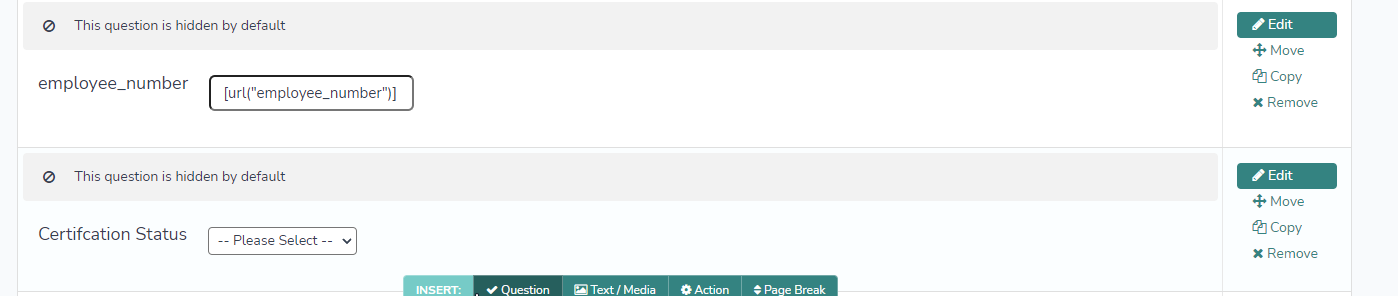 This question is hidden by default
Edit
Move
Copy
Remove
employee_number
[url("employee_number")]
This question is hidden by default
Edit
Move
Copy
Remove
Certifcation Status
-- Please Select --
INSERT: Question Text / Media Action Page Break